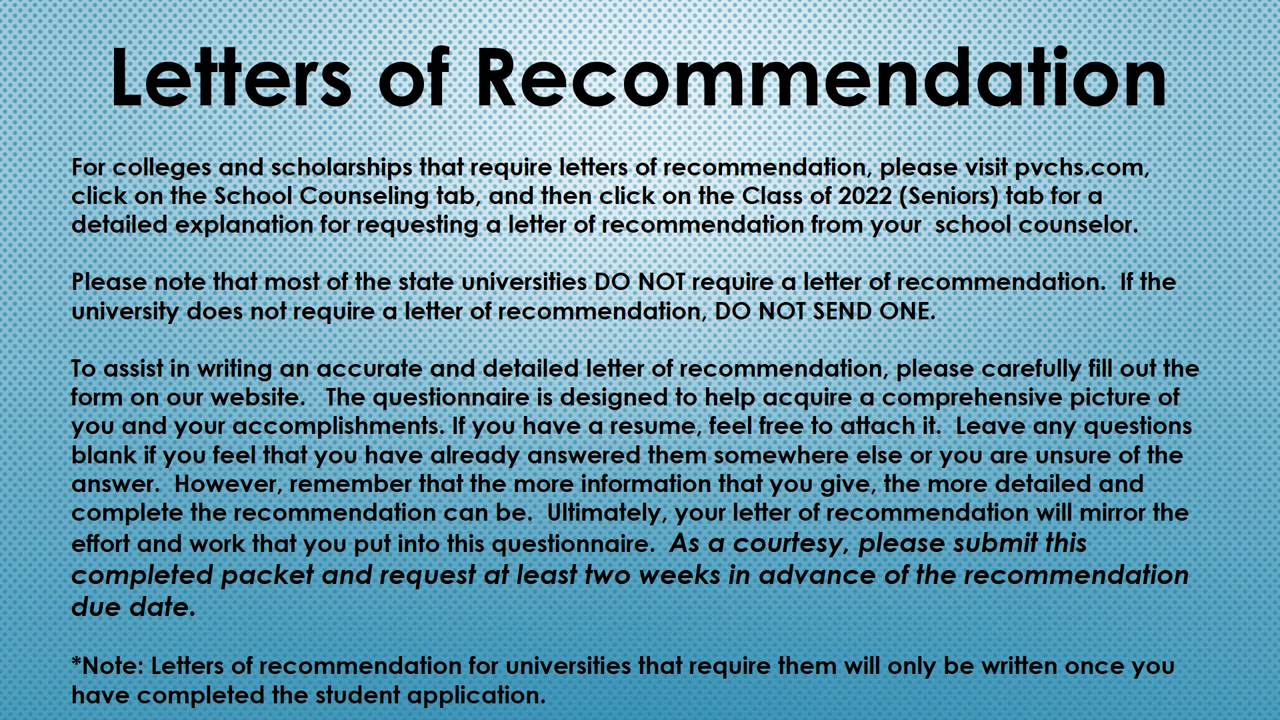 Letters of Recommendation
For colleges and scholarships that require letters of recommendation, please visit pvchs.com,
click on the School Counseling tab, and then click on the Class of 2022 (Seniors) tab for a
detailed explanation for requesting a letter of recommendation from your  school counselor.
Please note that most of the state universities DO NOT require a letter of recommendation.  If the
university does not require a letter of recommendation, DO NOT SEND ONE.
To assist in writing an accurate and detailed letter of recommendation, please carefully fill out the
form on our website.   The questionnaire is designed to help acquire a comprehensive picture of
you and your accomplishments. If you have a resume, feel free to attach it.  Leave any questions
blank if you feel that you have already answered them somewhere else or you are unsure of the
answer.  However, remember that the more information that you give, the more detailed and
complete the recommendation can be.  Ultimately, your letter of recommendation will mirror the
effort and work that you put into this questionnaire.  As a courtesy, please submit this
completed packet and request at least two weeks in advance of the recommendation
due date.
*Note: Letters of recommendation for universities that require them will only be written once you
have completed the student application.